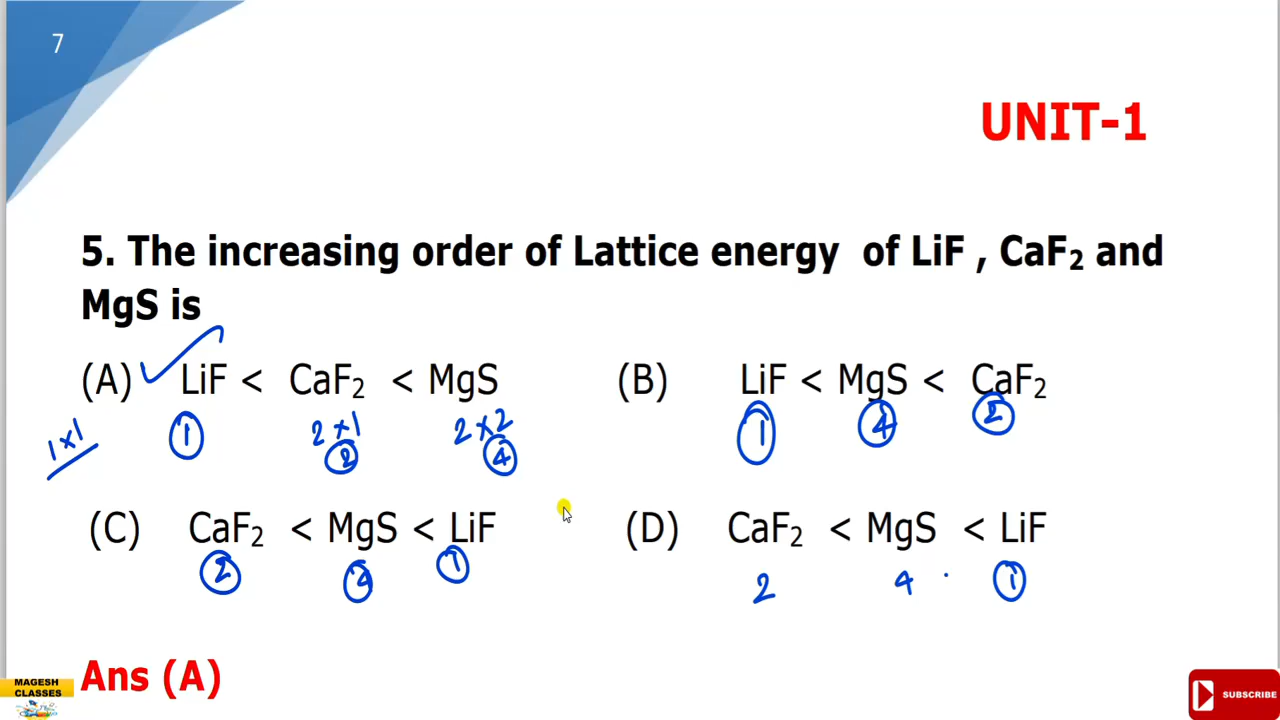 7
UNIT-1
5. The increasing order of Lattice energy of LiF , CaF₂ and
MgS is
(A) LiF < CaF₂ < MgS
(B) LiF < MgS < CaF₂
1x1
1
2x1
2
2x2
4
1
4
2
(C) CaF₂ < MgS < LiF
(D) CaF₂ < MgS < LiF
2
4
1
2
4
1
Ans (A)
MAGESH
CLASSES
SUBSCRIBE